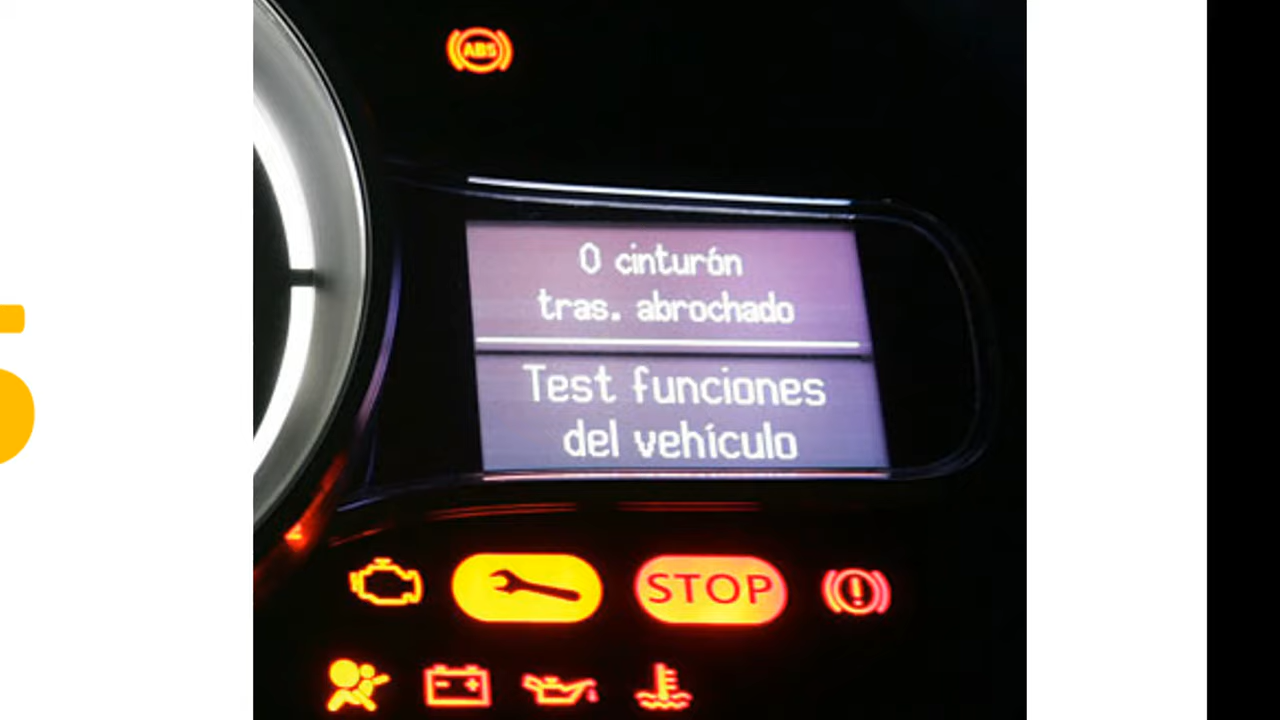 ABS
0 cinturón
tras. abrochado
Test funciones
del vehículo
STOP